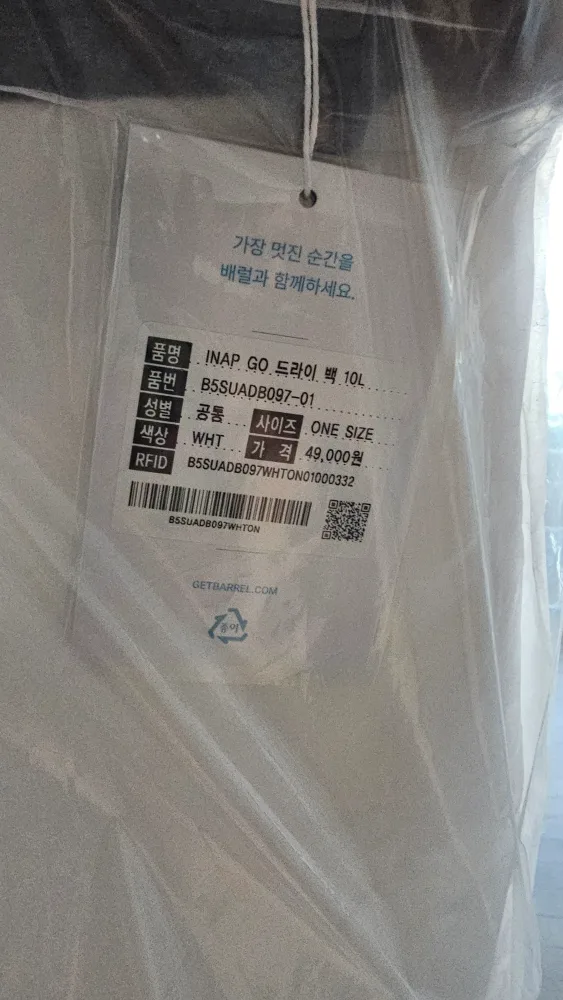 가장 멋진 순간을
배럴과 함께하세요.
품명 INAP GO 드라이 백 10L
품번 B5SUADB097-01
성별 공통 사이즈 ONE SIZE
색상 WHT 가 격 49,000원
RFID B5SUADB097WHTON01000332
B5SUADB097WHTON
GETBARREL.COM
종이